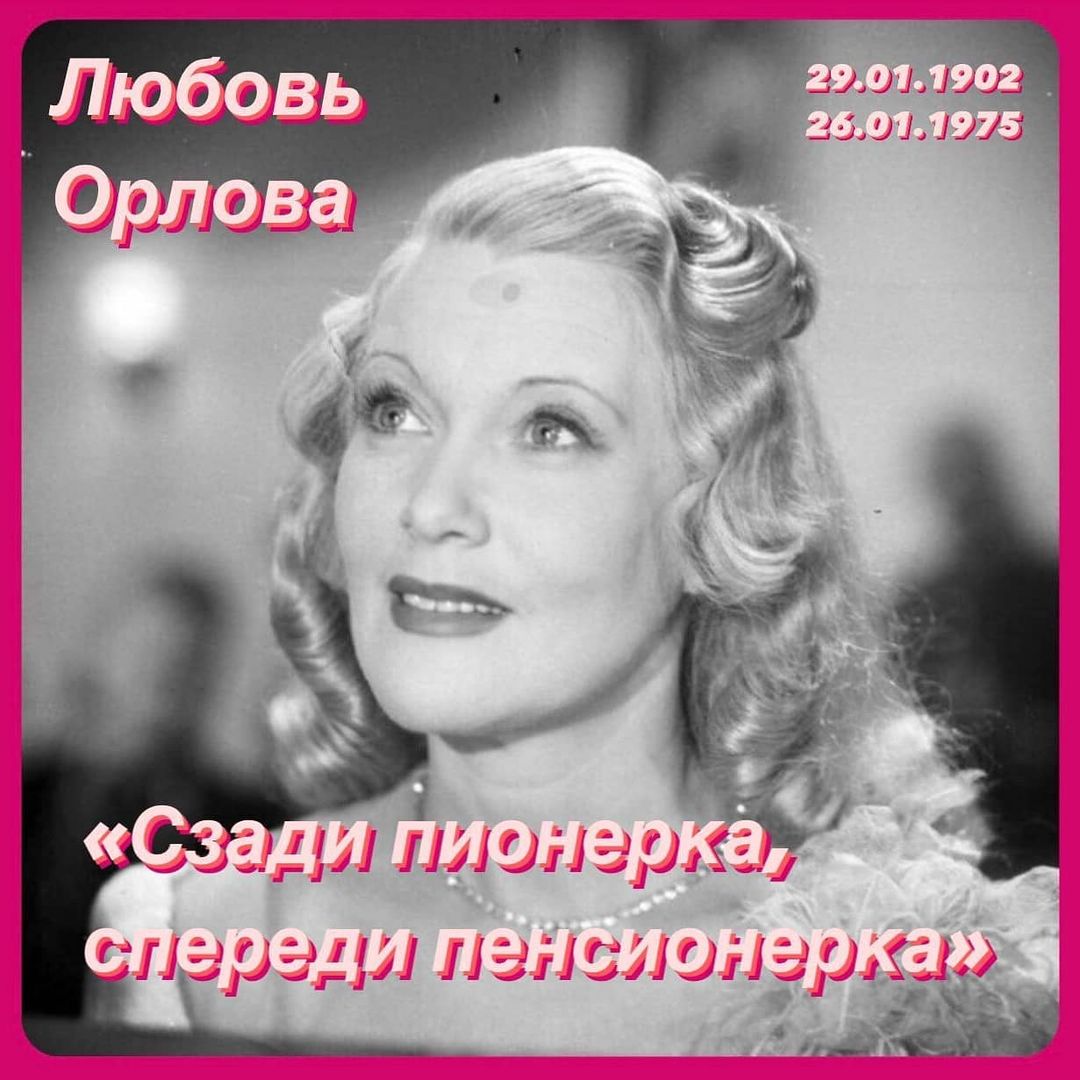 Любовь
Орлова
29.01.1902
26.01.1975
«Сзади пионерка,
спереди пенсионерка»